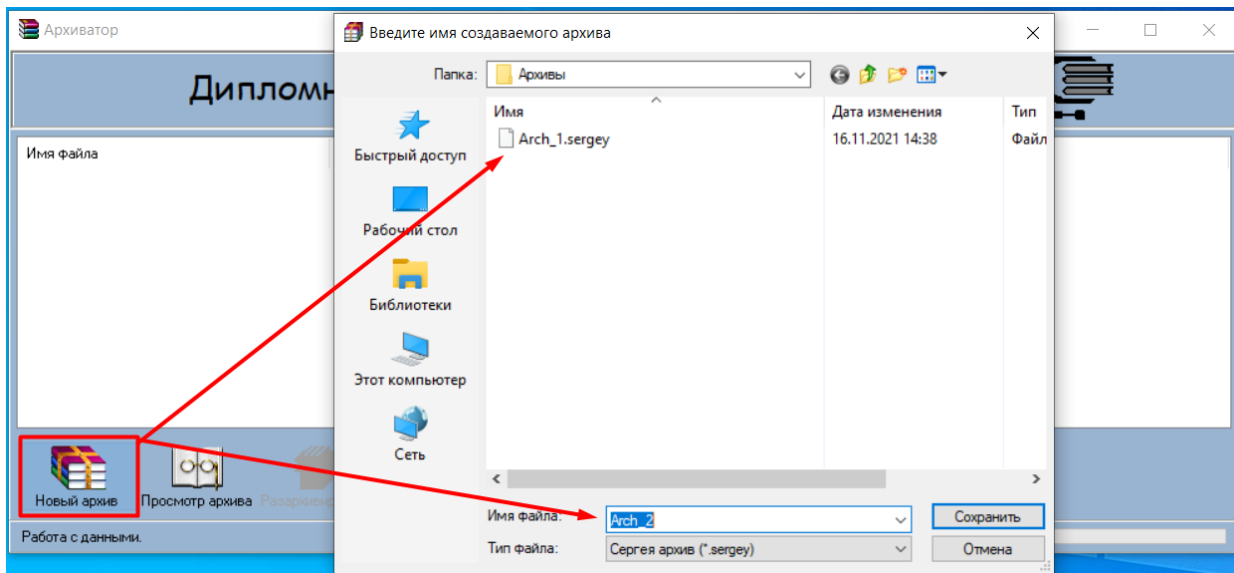 Архиватор
Введите имя создаваемого архива
Дипломн
Папка: Архивы
Имя Дата изменения Тип
Arch_1.sergey 16.11.2021 14:38 Файл
Имя файла
Быстрый доступ
Рабочий стол
Библиотеки
Этот компьютер
Сеть
Новый архив Просмотр архива
Имя файла: Arch_2 Сохранить
Тип файла: Сергея архив (*.sergey) Отмена
Работа с данными.